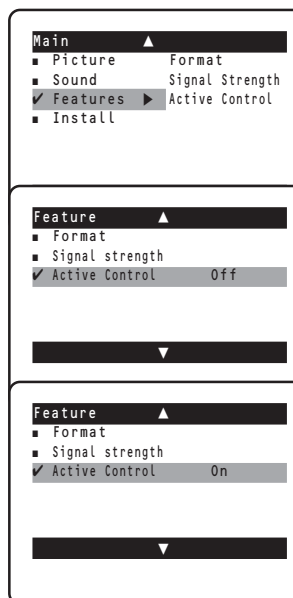 Main ▲
■ Picture Format
■ Sound Signal Strength
✔ Features ▶ Active Control
■ Install
Feature ▲
■ Format
■ Signal strength
✔ Active Control Off
▼
Feature ▲
■ Format
■ Signal strength
✔ Active Control On
▼